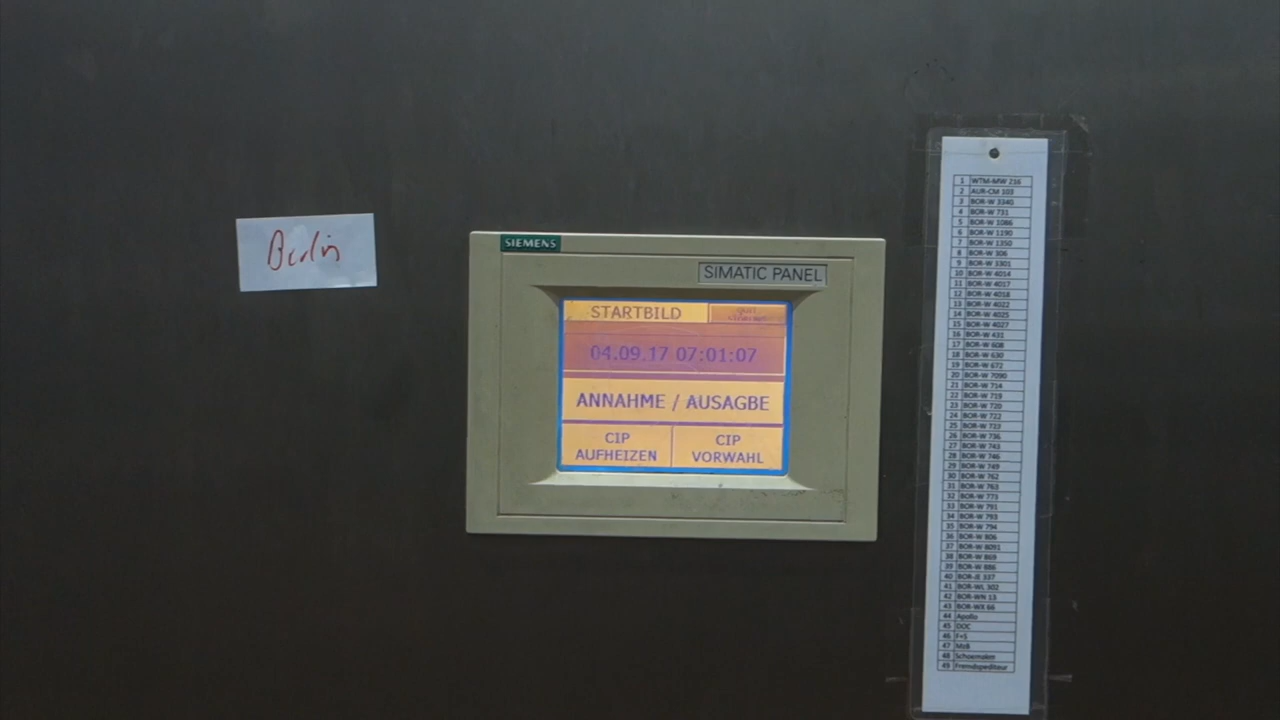 Berlin
SIEMENS
SIMATIC PANEL
STARTBILD
QUIT
04.09.17 07:01:07
ANNAHME / AUSAGBE
CIP
AUFHEIZEN
CIP
VORWAHL
1 WTM-MW 216
2 AUR-CM 103
3 BOR-W 3340
4 BOR-W 731
5 BOR-W 1086
6 BOR-W 1190
7 BOR-W 1350
8 BOR-W 306
9 BOR-W 3301
10 BOR-W 4014
11 BOR-W 4017
12 BOR-W 4018
13 BOR-W 4022
14 BOR-W 4025
15 BOR-W 4027
16 BOR-W 431
17 BOR-W 608
18 BOR-W 630
19 BOR-W 672
20 BOR-W 7090
21 BOR-W 714
22 BOR-W 719
23 BOR-W 720
24 BOR-W 722
25 BOR-W 733
26 BOR-W 736
27 BOR-W 743
28 BOR-W 746
29 BOR-W 749
30 BOR-W 762
31 BOR-W 763
32 BOR-W 773
33 BOR-W 791
34 BOR-W 793
35 BOR-W 794
36 BOR-W 806
37 BOR-W 8091
38 BOR-W 869
39 BOR-W 886
40 BOR-JE 337
41 BOR-WL 302
42 BOR-WN 13
43 BOR-WX 66
44 Apollo
45 DOC
46 F+S
47 MoB
48 Schoemaker
49 Fremdspediteur